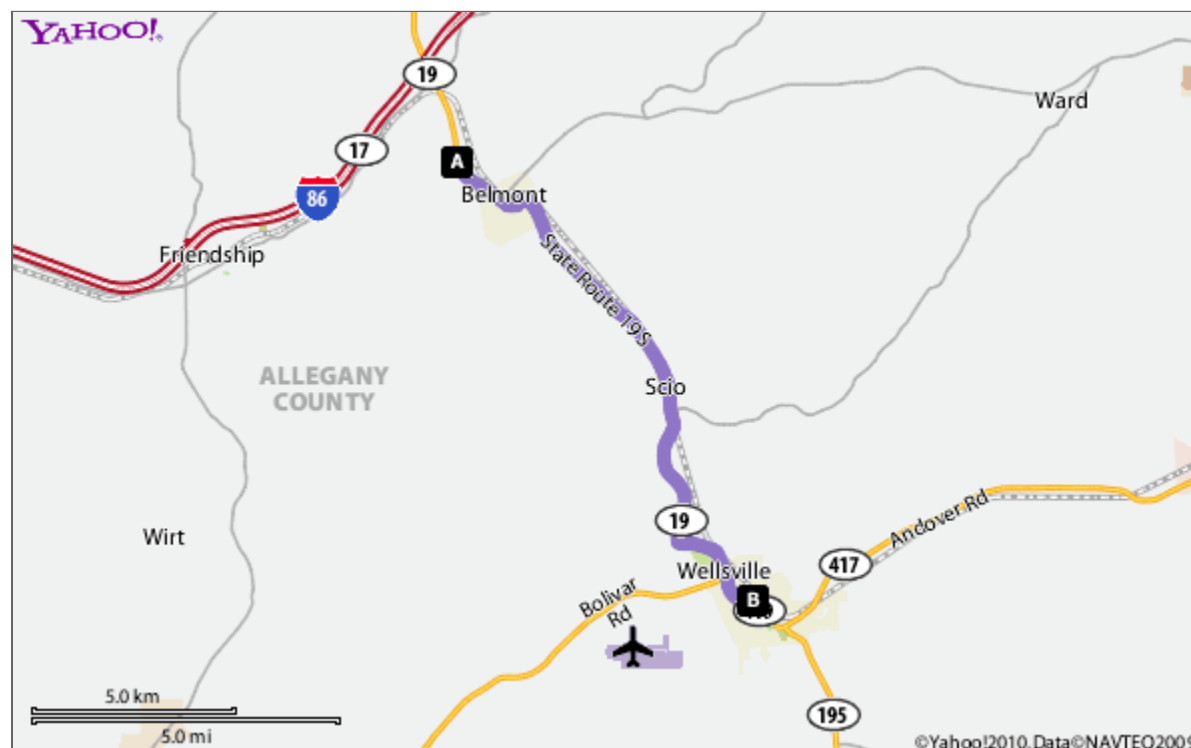 YAHOO!
19
17
86
A
Ward
Belmont
Friendship
State Route 19 S
ALLEGANY
COUNTY
Scio
19
Andover Rd
Wirt
417
Wellsville
B
Bolivar
Rd
5.0 km
5.0 mi
195
©Yahoo!2010, Data©NAVTEQ2009